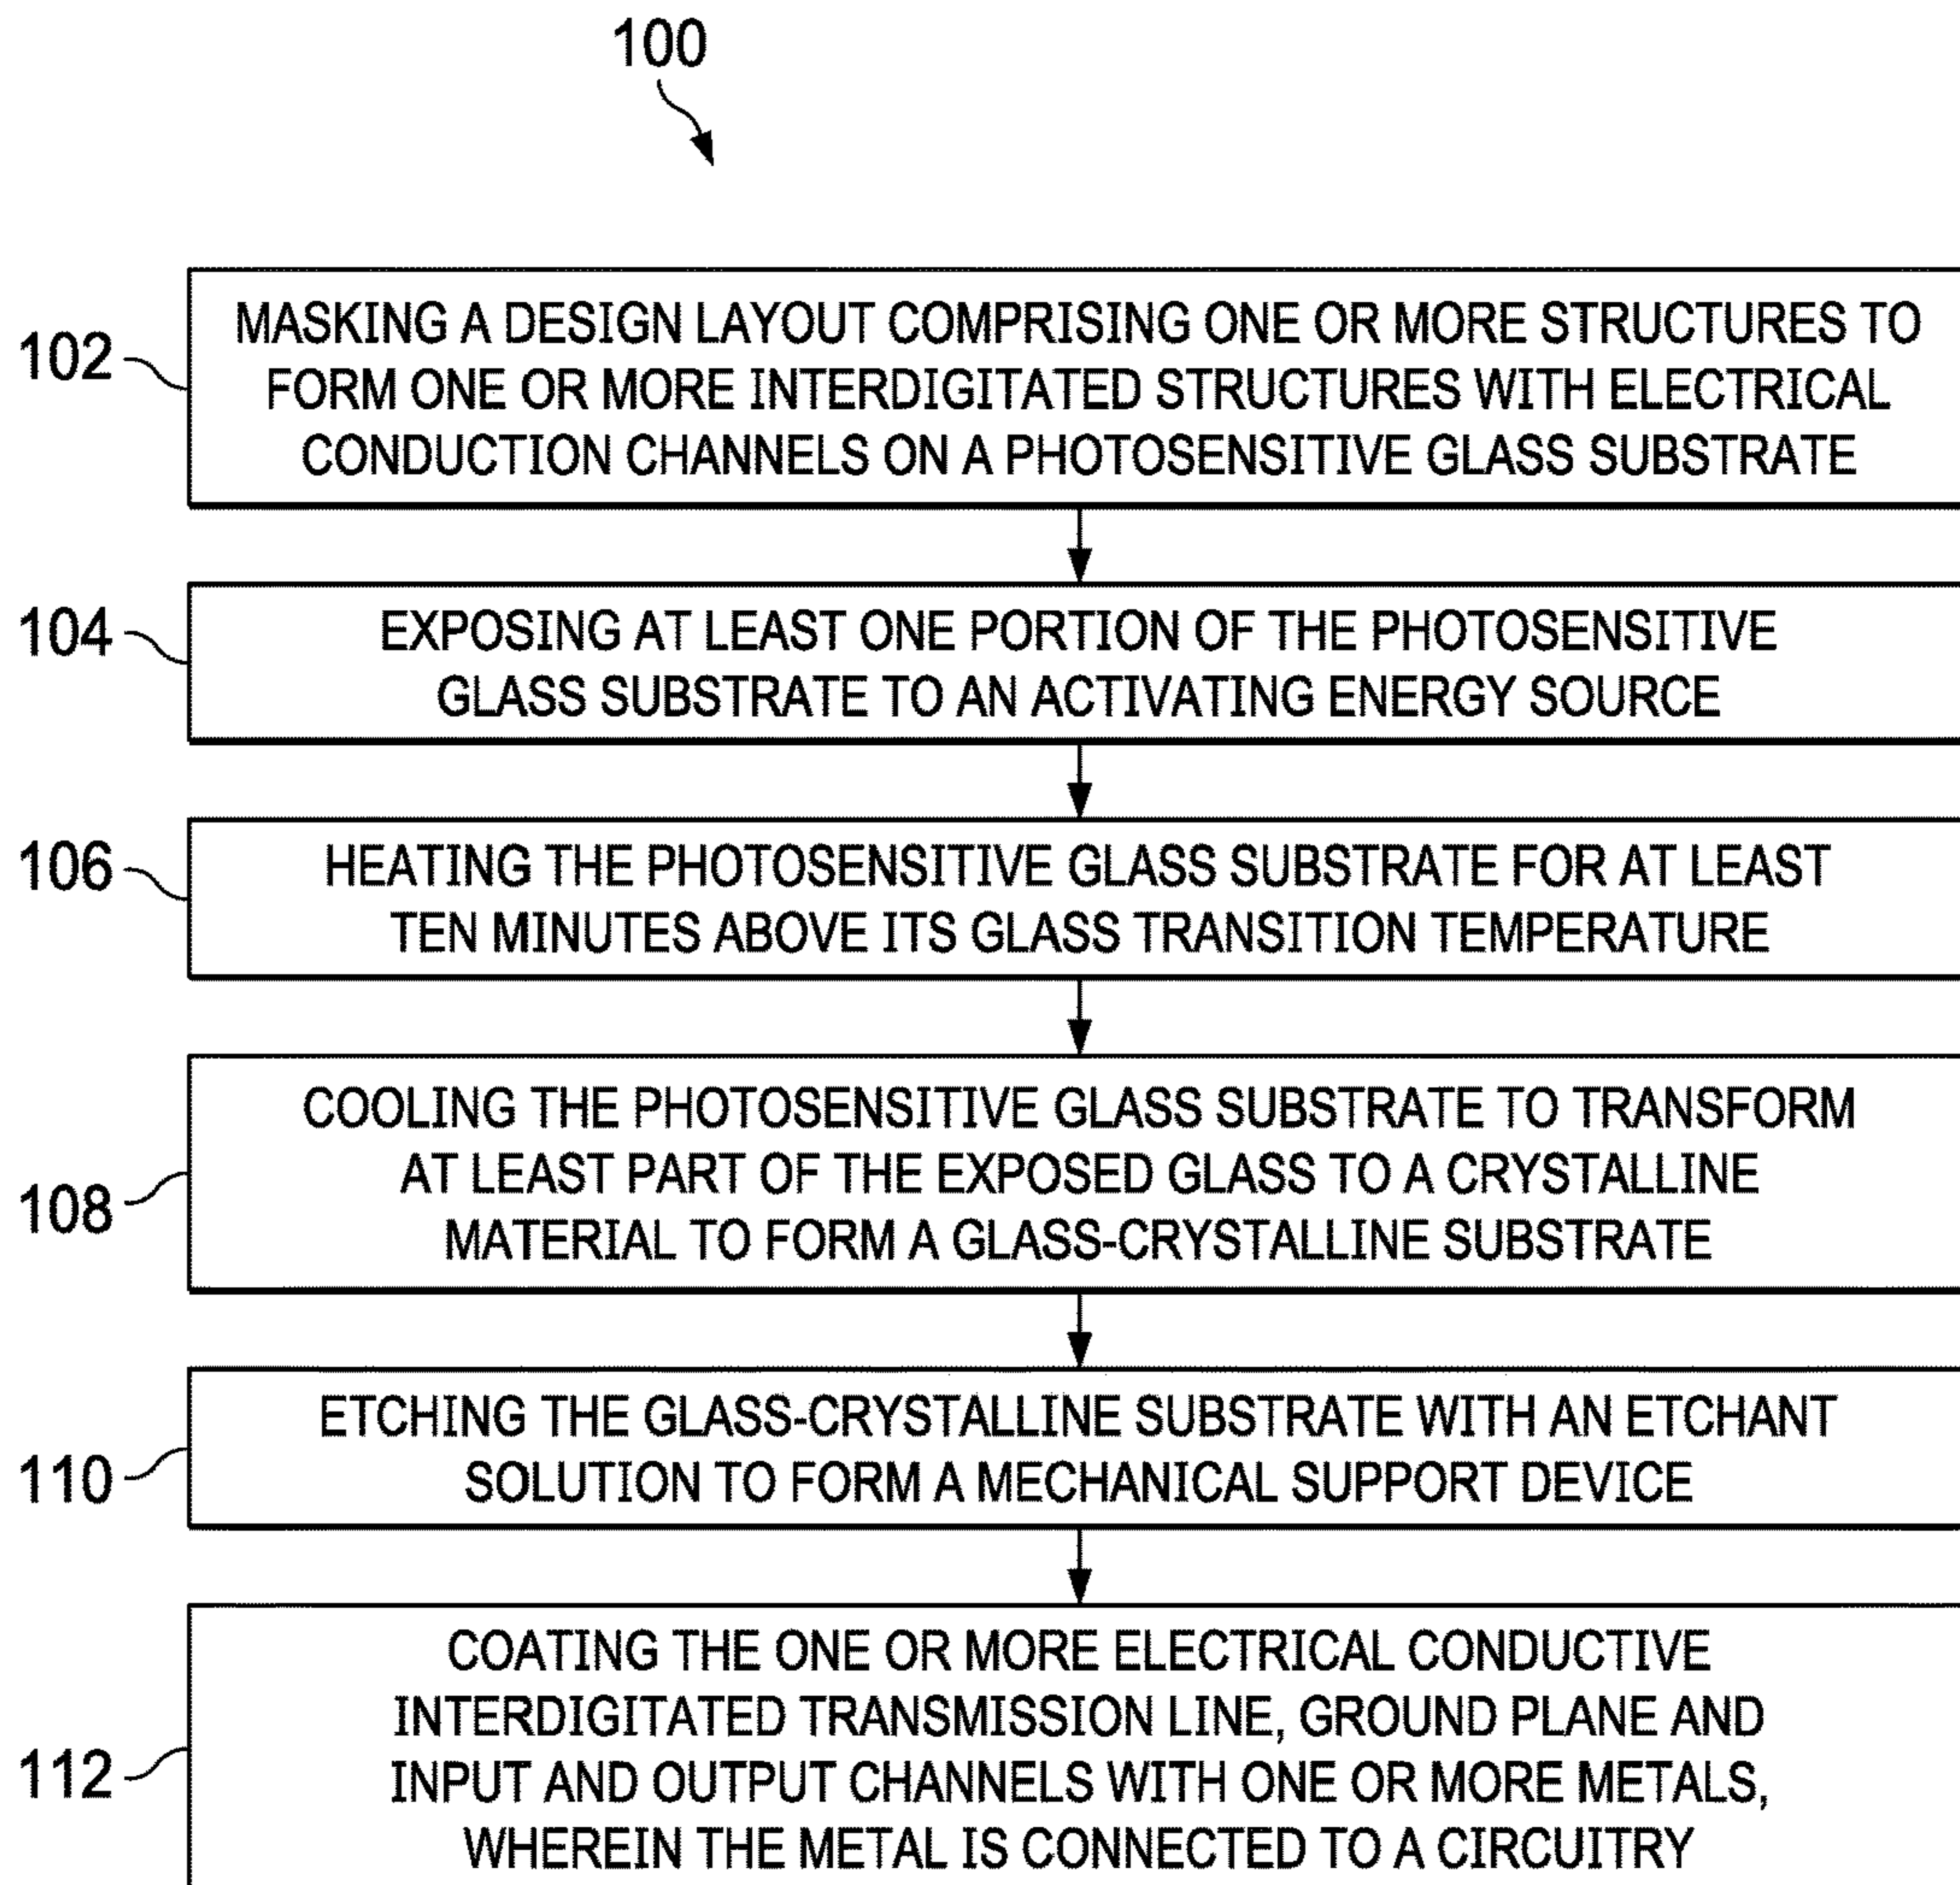 100
102
MASKING A DESIGN LAYOUT COMPRISING ONE OR MORE STRUCTURES TO
FORM ONE OR MORE INTERDIGITATED STRUCTURES WITH ELECTRICAL
CONDUCTION CHANNELS ON A PHOTOSENSITIVE GLASS SUBSTRATE
104
EXPOSING AT LEAST ONE PORTION OF THE PHOTOSENSITIVE
GLASS SUBSTRATE TO AN ACTIVATING ENERGY SOURCE
106
HEATING THE PHOTOSENSITIVE GLASS SUBSTRATE FOR AT LEAST
TEN MINUTES ABOVE ITS GLASS TRANSITION TEMPERATURE
108
COOLING THE PHOTOSENSITIVE GLASS SUBSTRATE TO TRANSFORM
AT LEAST PART OF THE EXPOSED GLASS TO A CRYSTALLINE
MATERIAL TO FORM A GLASS-CRYSTALLINE SUBSTRATE
110
ETCHING THE GLASS-CRYSTALLINE SUBSTRATE WITH AN ETCHANT
SOLUTION TO FORM A MECHANICAL SUPPORT DEVICE
112
COATING THE ONE OR MORE ELECTRICAL CONDUCTIVE
INTERDIGITATED TRANSMISSION LINE, GROUND PLANE AND
INPUT AND OUTPUT CHANNELS WITH ONE OR MORE METALS,
WHEREIN THE METAL IS CONNECTED TO A CIRCUITRY